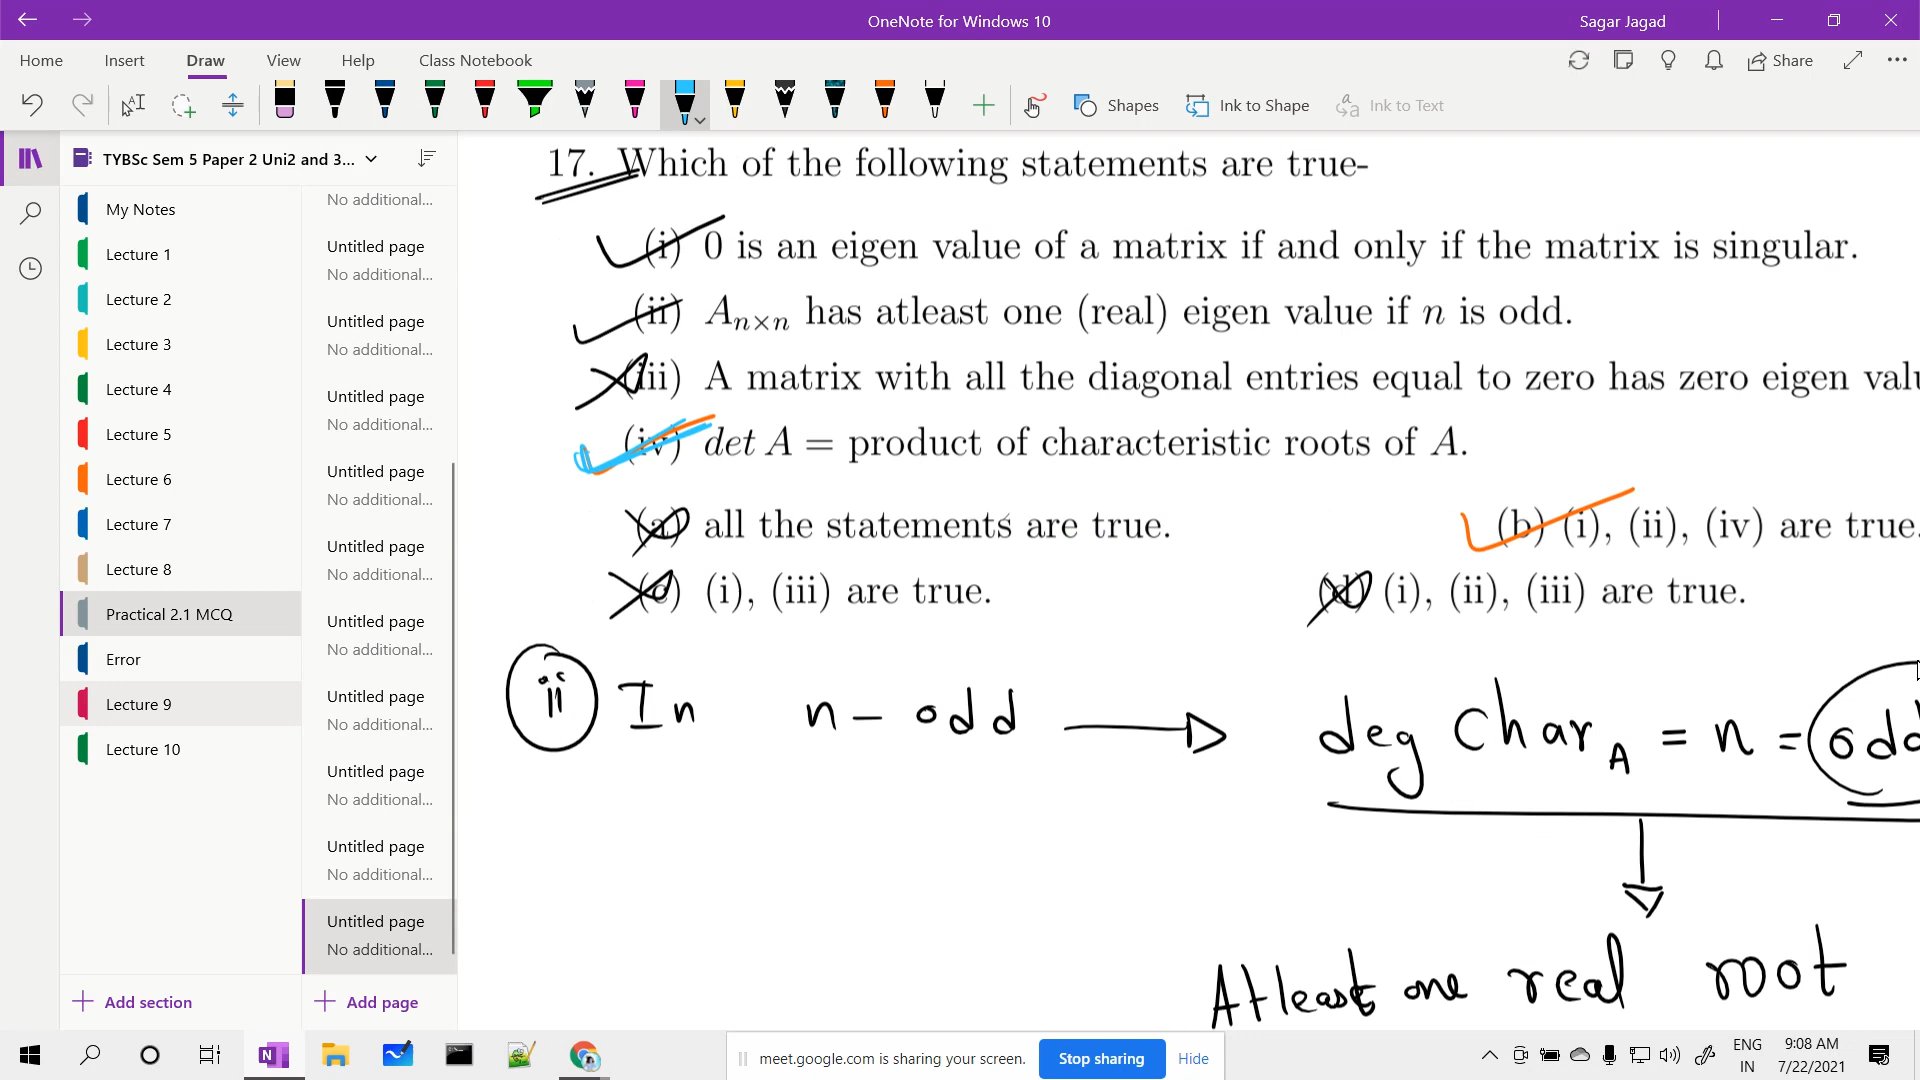 OneNote for Windows 10
Sagar Jagad
Home Insert Draw View Help Class Notebook
Share
Shapes Ink to Shape Ink to Text
TYBSc Sem 5 Paper 2 Uni2 and 3...
My Notes
Lecture 1
Lecture 2
Lecture 3
Lecture 4
Lecture 5
Lecture 6
Lecture 7
Lecture 8
Practical 2.1 MCQ
Error
Lecture 9
Lecture 10
Add section
No additional...
Untitled page
No additional...
Untitled page
No additional...
Untitled page
No additional...
Untitled page
No additional...
Untitled page
No additional...
Untitled page
No additional...
Untitled page
No additional...
Untitled page
No additional...
Untitled page
No additional...
Untitled page
No additional...
Add page
17. Which of the following statements are true-
(i) 0 is an eigen value of a matrix if and only if the matrix is singular.
(ii) Aₙₓₙ has atleast one (real) eigen value if n is odd.
(iii) A matrix with all the diagonal entries equal to zero has zero eigen valu
(iv) det A = product of characteristic roots of A.
(a) all the statements are true. (b) (i), (ii), (iv) are true.
(c) (i), (iii) are true. (d) (i), (ii), (iii) are true.
ii In n - odd → deg Char_A = n = odd
Atleast one real root
meet.google.com is sharing your screen. Stop sharing Hide
ENG
IN
9:08 AM
7/22/2021